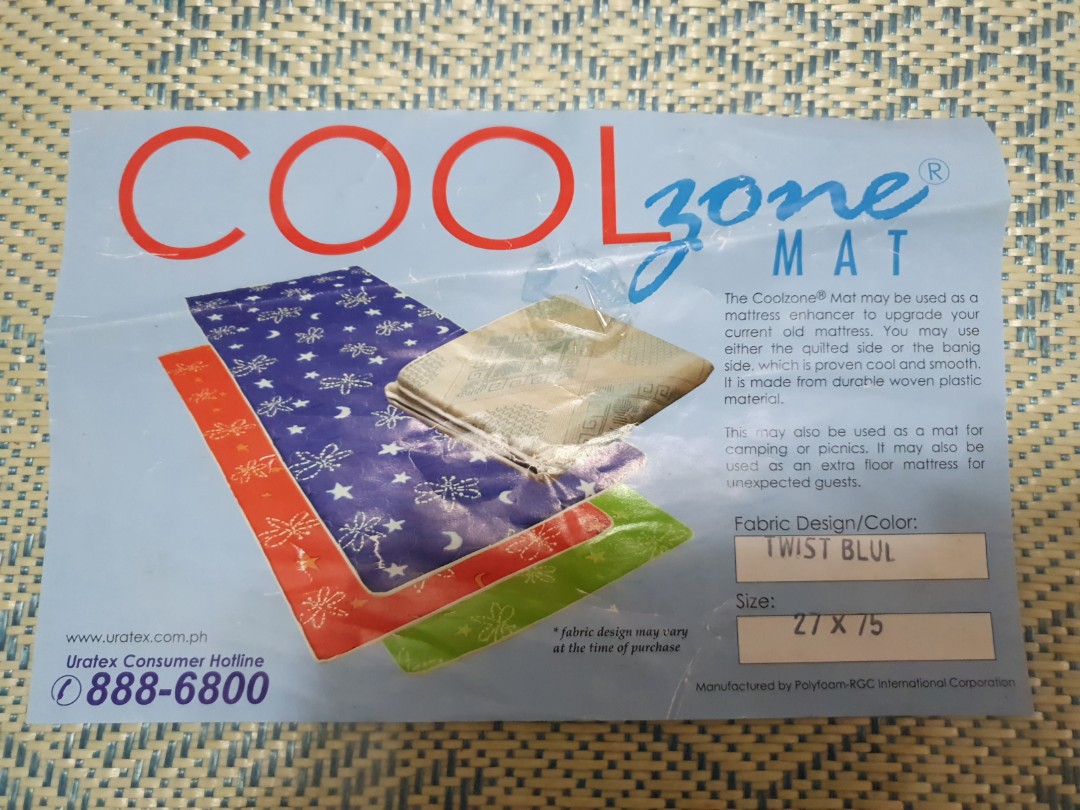 COOLzone®
MAT
The Coolzone® Mat may be used as a
mattress enhancer to upgrade your
current old mattress. You may use
either the quilted side or the banig
side, which is proven cool and smooth.
It is made from durable woven plastic
material.
This may also be used as a mat for
camping or picnics. It may also be
used as an extra floor mattress for
unexpected guests.
Fabric Design/Color:
TWIST BLUE
Size:
27 X 75
* fabric design may vary
at the time of purchase
www.uratex.com.ph
Uratex Consumer Hotline
888-6800
Manufactured by Polyfoam-RGC International Corporation